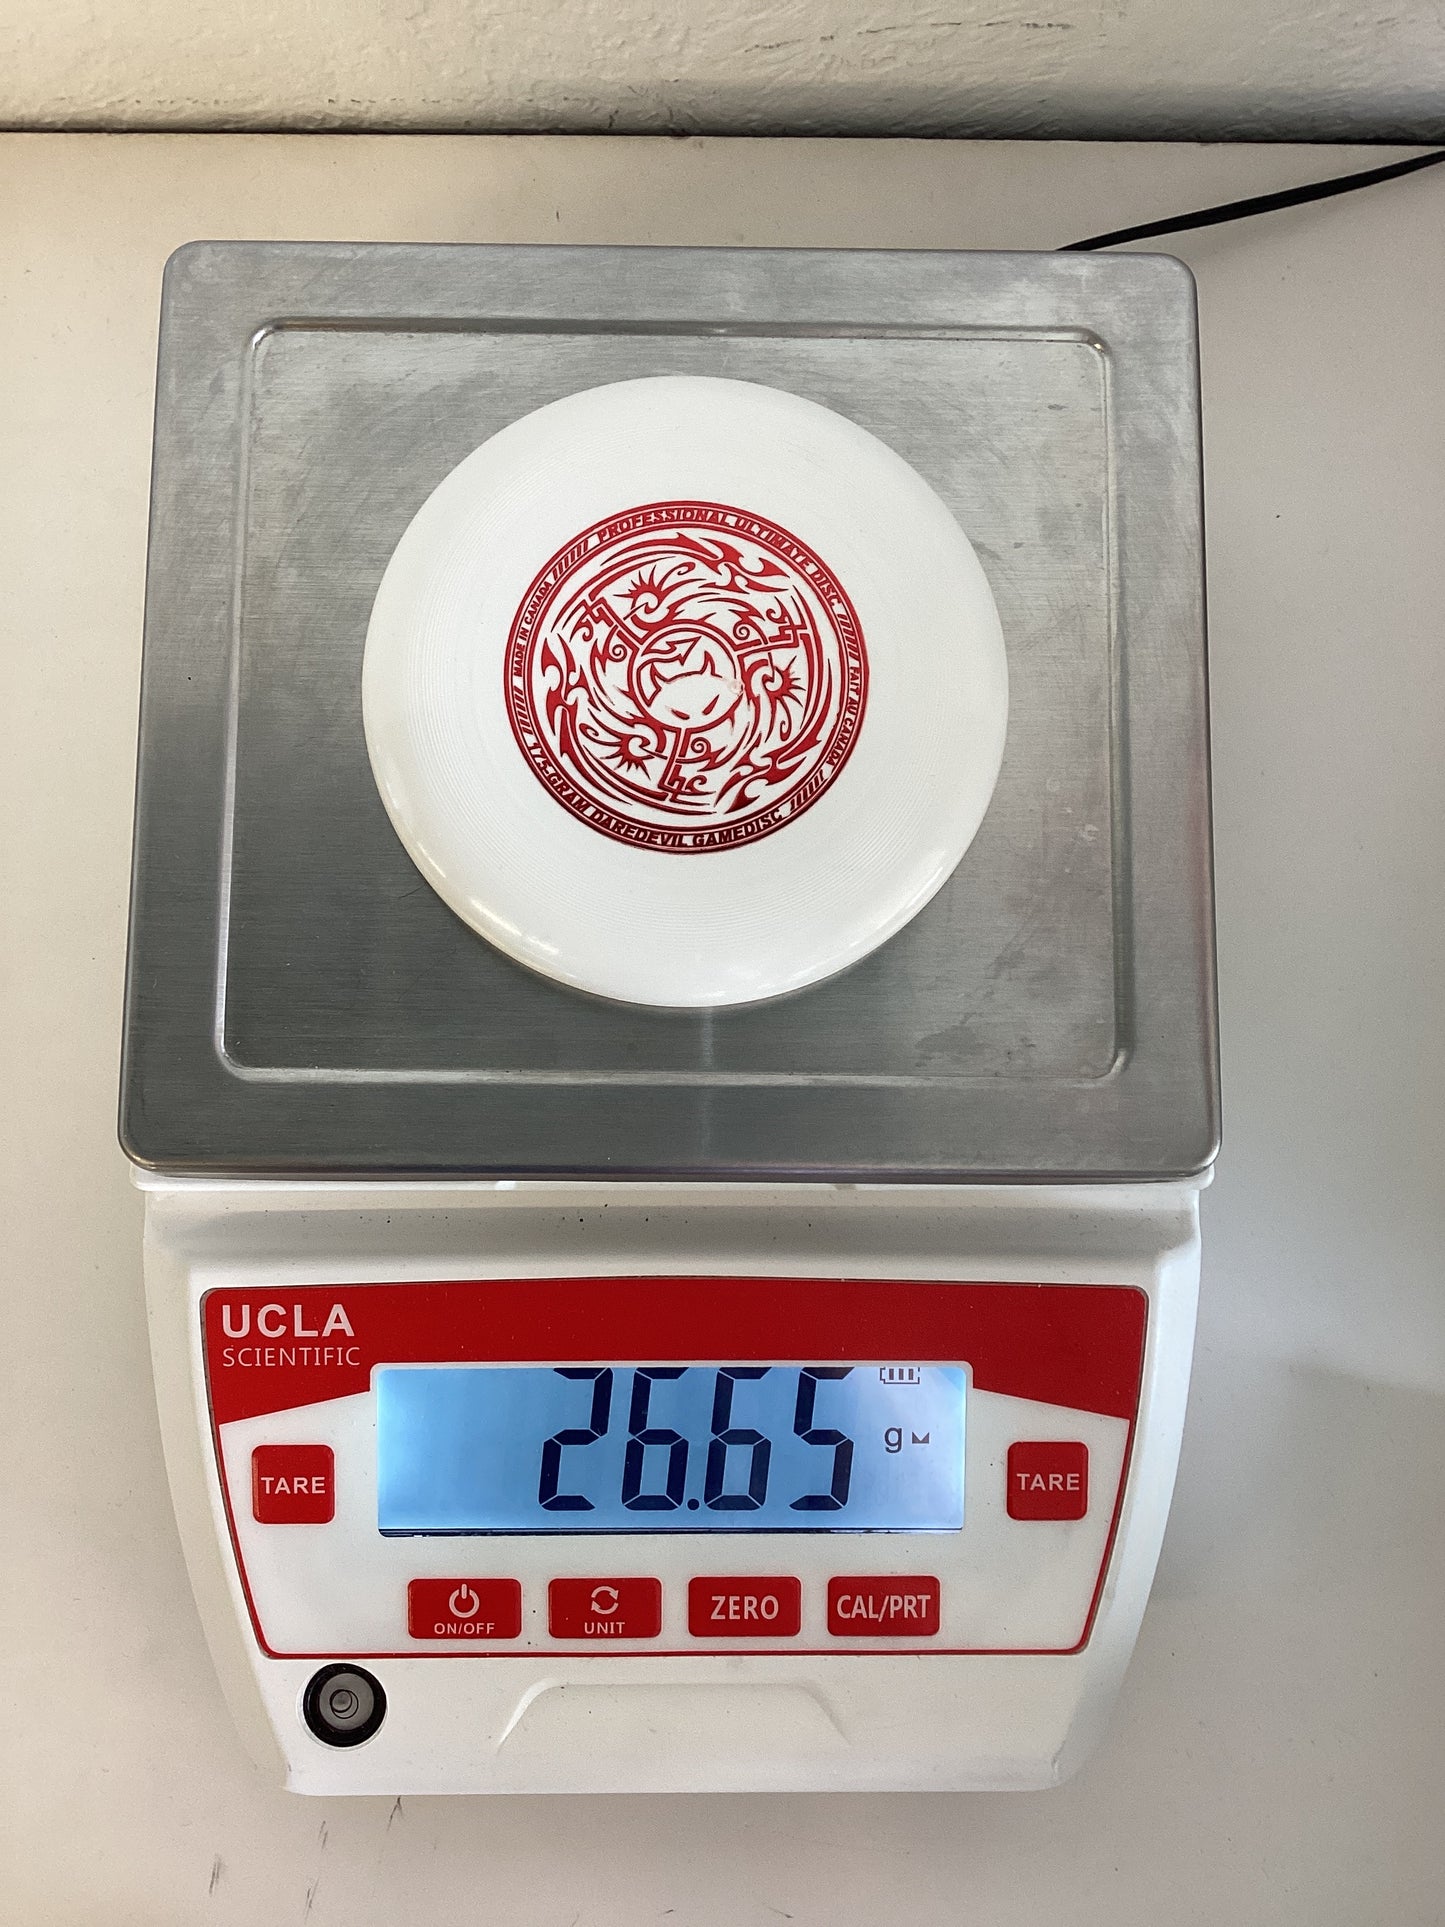 PROFESSIONAL ULTIMATE DISC
FAIT AU CANADA
175-GRAM DAREDEVIL GAMEDISC
MADE IN CANADA
UCLA
SCIENTIFIC
26.65 g
TARE
TARE
ON/OFF
UNIT
ZERO
CAL/PRT